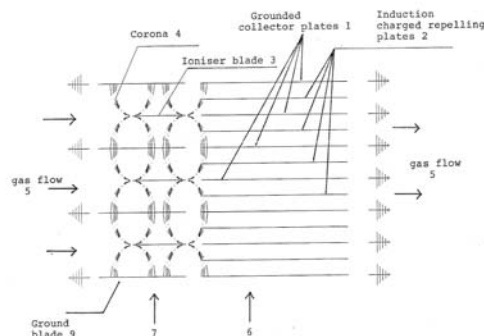 Grounded
collector plates 1
Induction
charged repelling
plates 2
Corona 4
Ioniser blade 3
gas flow
5
gas flow
5
Ground
blade 9
7
6